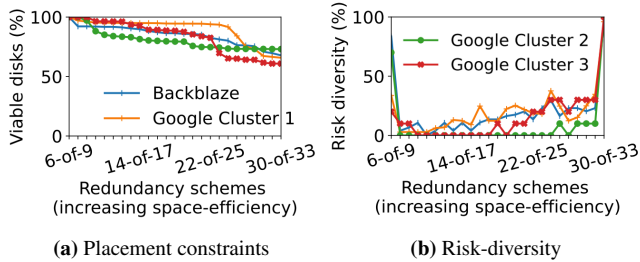 Viable disks (%)
100
50
0
Backblaze
Google Cluster 1
6-of-9
14-of-17
22-of-25
30-of-33
Redundancy schemes
(increasing space-efficiency)
(a) Placement constraints
Risk diversity (%)
100
50
0
Google Cluster 2
Google Cluster 3
6-of-9
14-of-17
22-of-25
30-of-33
Redundancy schemes
(increasing space-efficiency)
(b) Risk-diversity